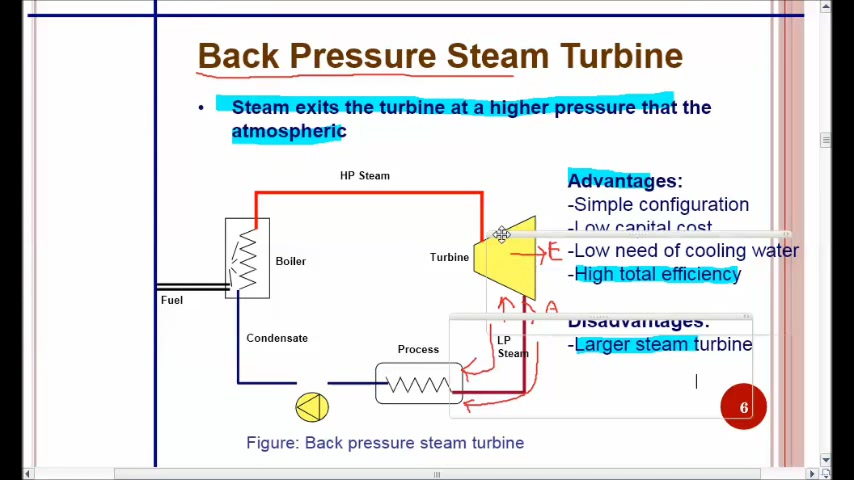 Back Pressure Steam Turbine
• Steam exits the turbine at a higher pressure that the
atmospheric
HP Steam
Advantages:
-Simple configuration
-Low capital cost
-Low need of cooling water
-High total efficiency
Turbine
E
Boiler
Fuel
A
Disadvantages:
-Larger steam turbine
Condensate
LP
Steam
Process
6
Figure: Back pressure steam turbine